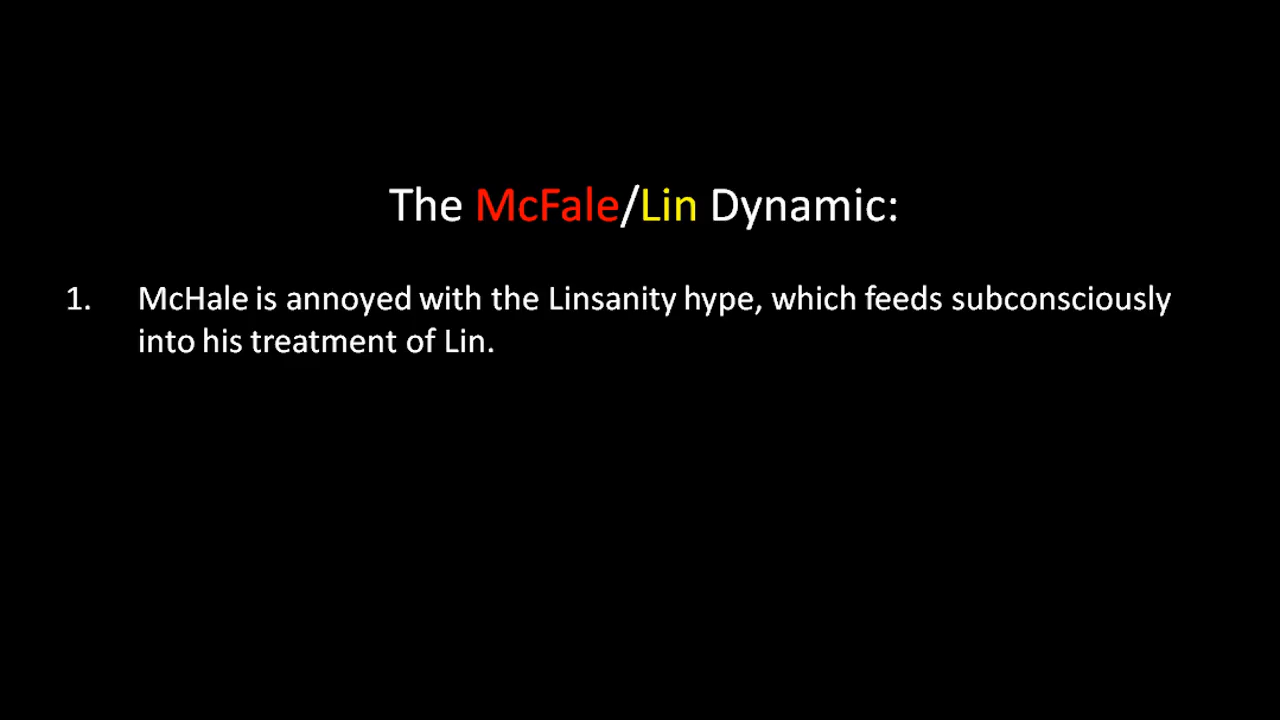 The McFale/Lin Dynamic:
1. McHale is annoyed with the Linsanity hype, which feeds subconsciously
into his treatment of Lin.